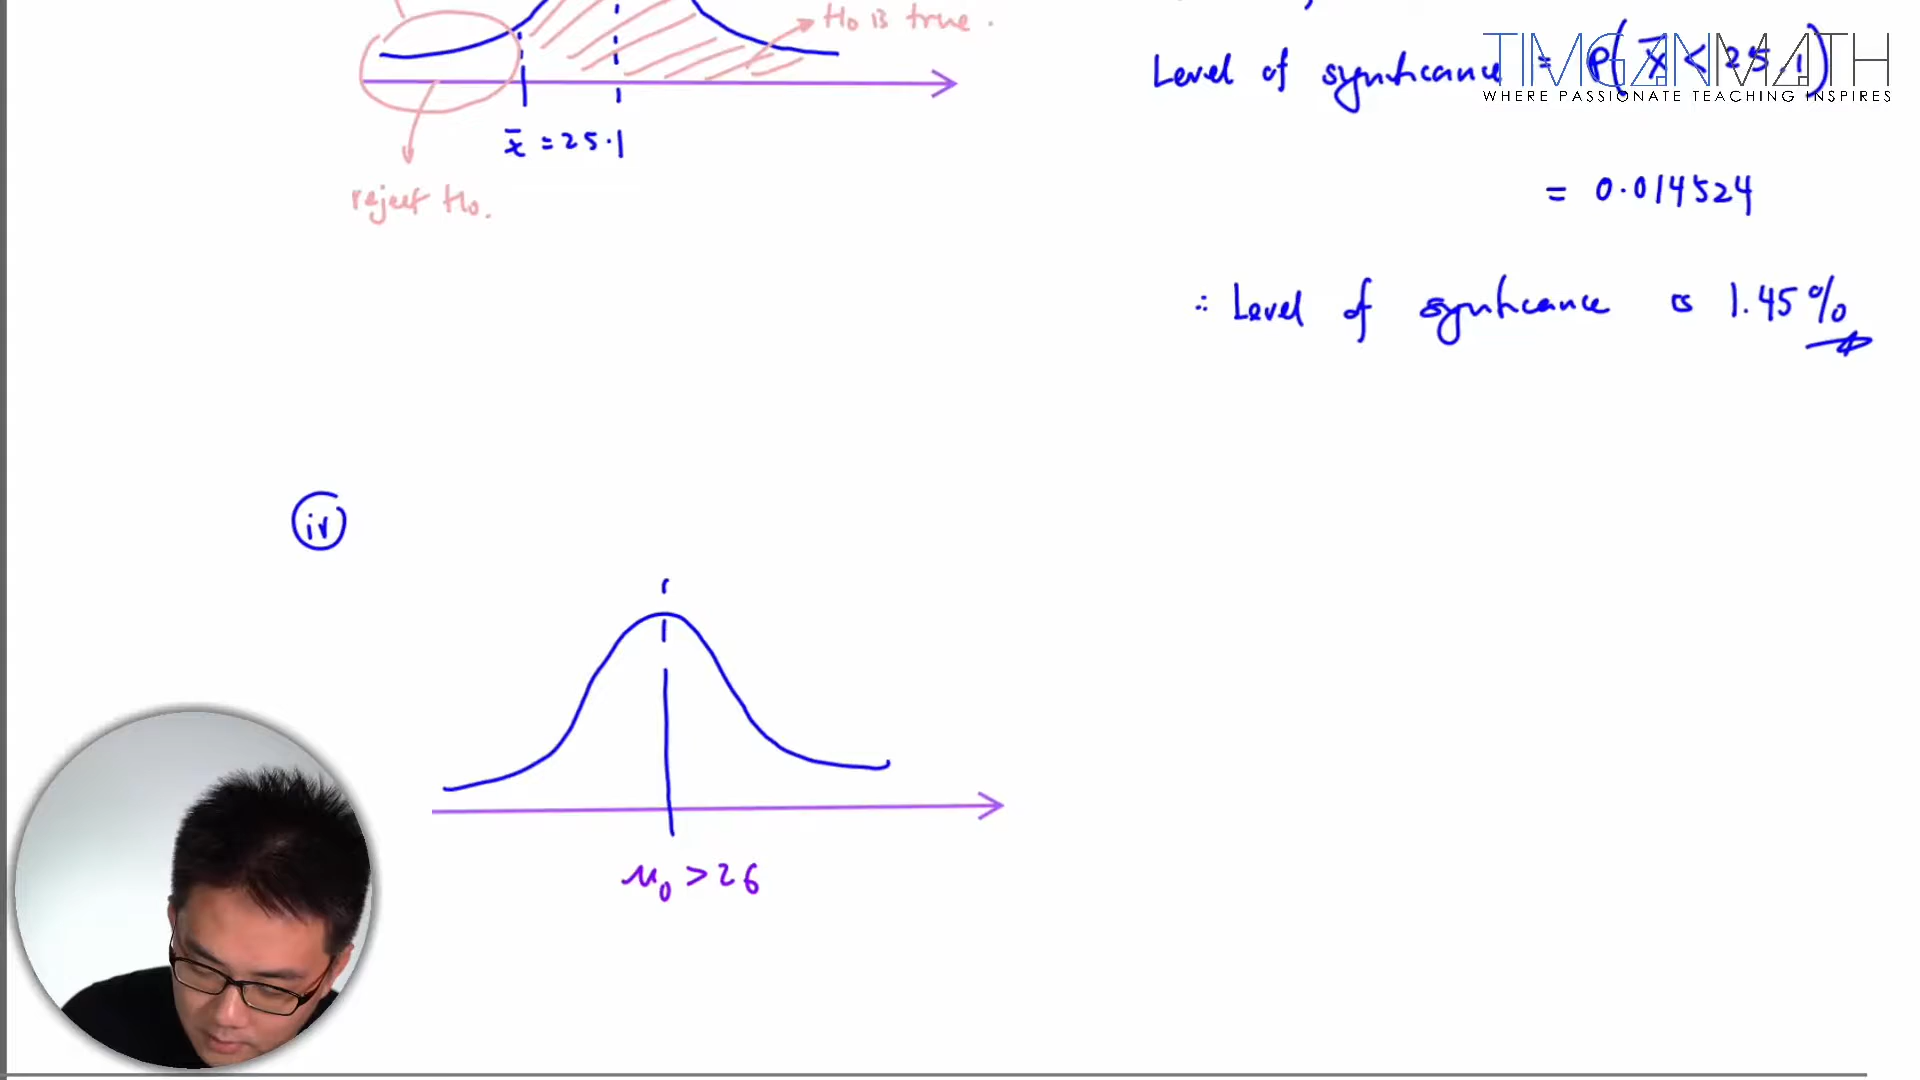 H₀ is true.
x̄ = 25.1
reject H₀.
Level of significance = P(x̄ < 25.1)
TIMGANMATH
WHERE PASSIONATE TEACHING INSPIRES
= 0.014524
∴ Level of significance is 1.45%
iv
μ₀ > 26